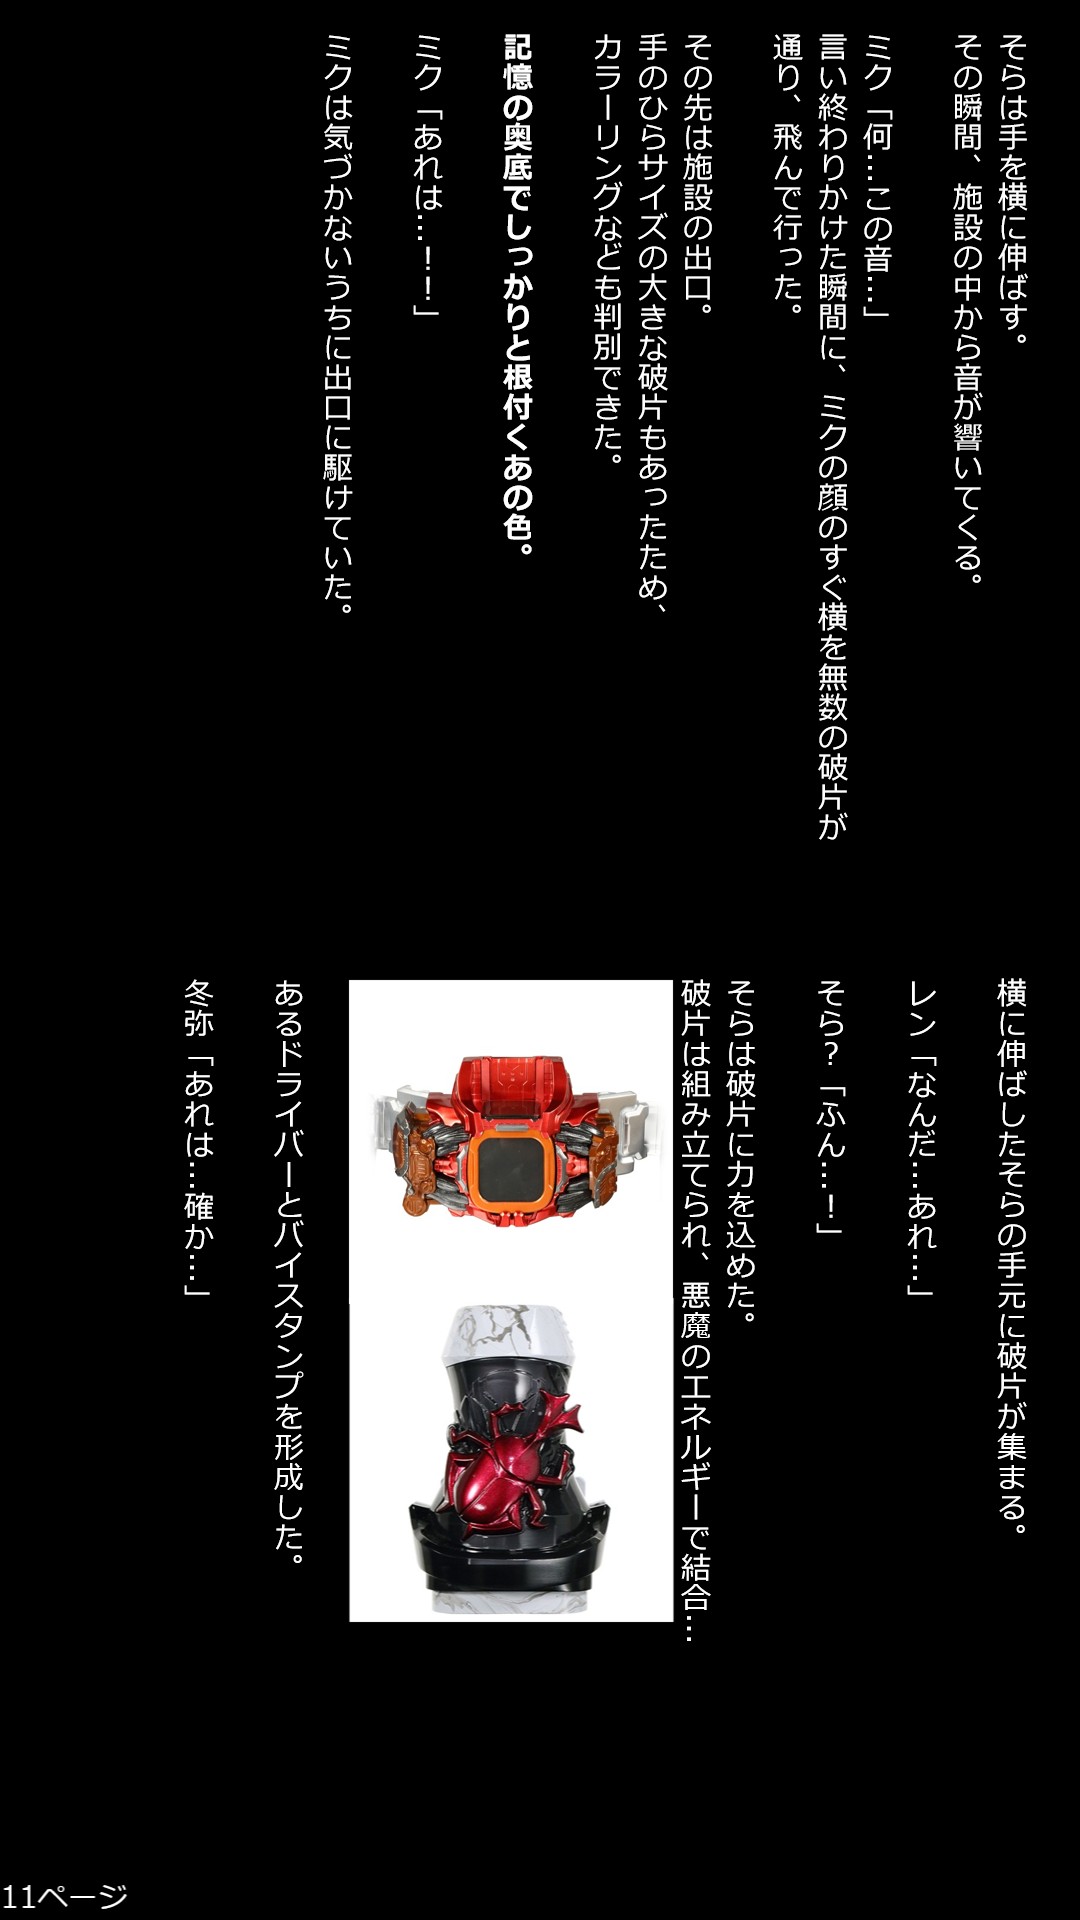 そらは手を横に伸ばす。
その瞬間、施設の中から音が響いてくる。
ミク「何…この音…」
言い終わりかけた瞬間に、ミクの顔のすぐ横を無数の破片が
通り、飛んで行った。
その先は施設の出口。
手のひらサイズの大きな破片もあったため、
カラーリングなども判別できた。
記憶の奥底でしっかりと根付くあの色。
ミク「あれは…！！」
ミクは気づかないうちに出口に駆けていた。
横に伸ばしたそらの手元に破片が集まる。
レン「なんだ…あれ…」
そら？「ふん…！」
そらは破片に力を込めた。
破片は組み立てられ、悪魔のエネルギーで結合…
あるドライバーとバイスタンプを形成した。
冬弥「あれは…確か…」
11ページ